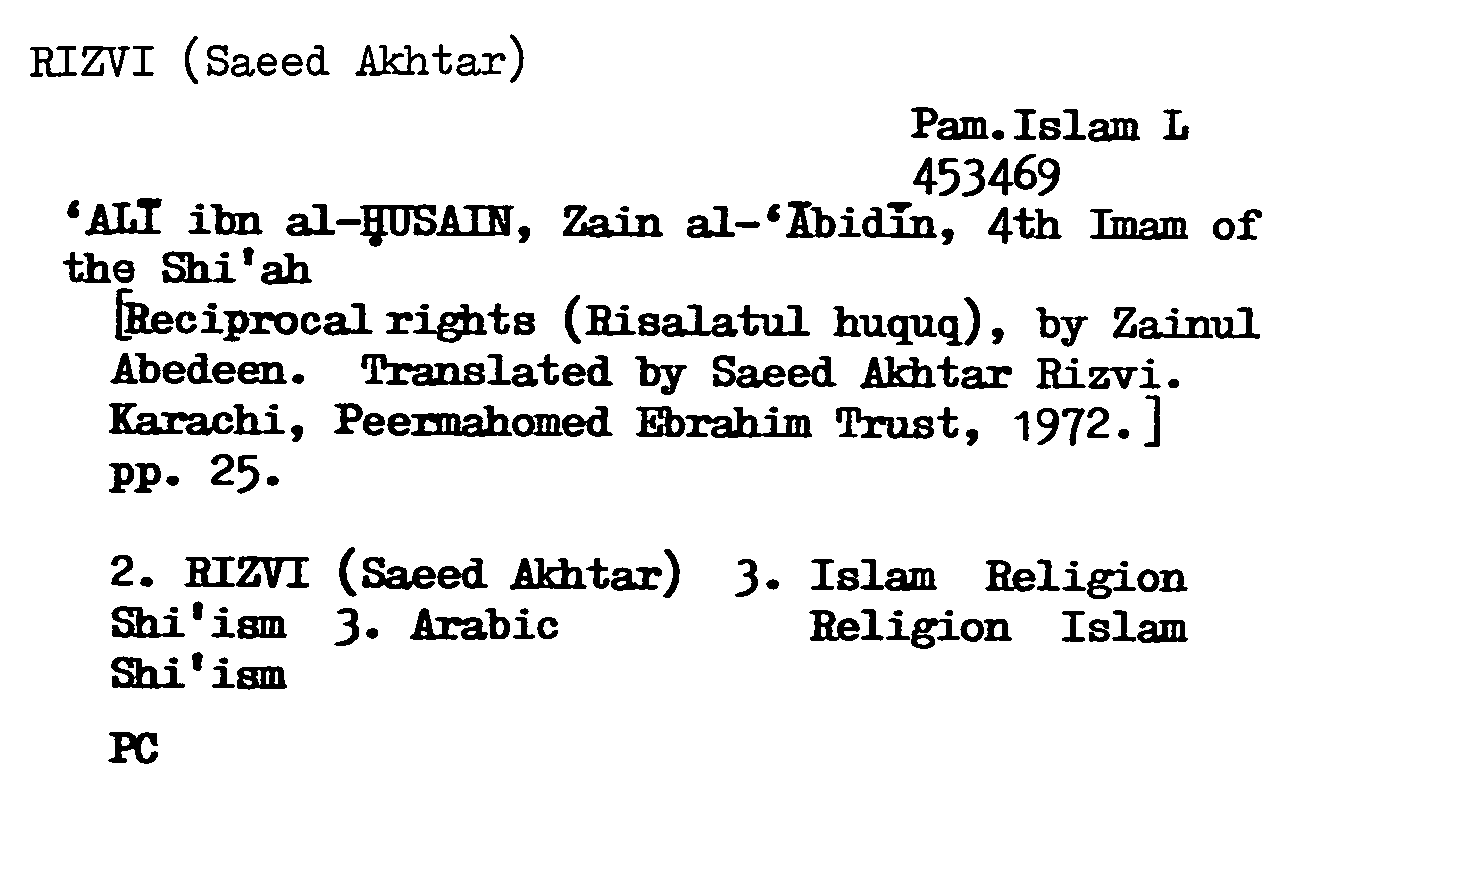 RIZVI (Saeed Akhtar)
Pam.Islam L
453469
‘ALĪ ibn al-ḤUSAIN, Zain al-‘Ābidīn, 4th Imam of
the Shi'ah
[Reciprocal rights (Risalatul huquq), by Zainul
Abedeen. Translated by Saeed Akhtar Rizvi.
Karachi, Peermahomed Ebrahim Trust, 1972.]
pp. 25.
2. RIZVI (Saeed Akhtar) 3. Islam Religion
Shi'ism 3. Arabic Religion Islam
Shi'ism
PC